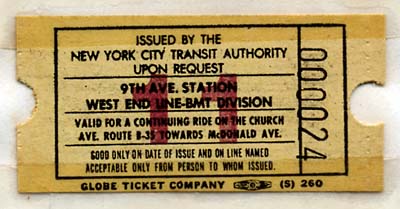 ISSUED BY THE
NEW YORK CITY TRANSIT AUTHORITY
UPON REQUEST
9TH AVE. STATION
WEST END LINE-BMT DIVISION
VALID FOR A CONTINUING RIDE ON THE CHURCH
AVE. ROUTE B-35 TOWARDS McDONALD AVE.
GOOD ONLY ON DATE OF ISSUE AND ON LINE NAMED
ACCEPTABLE ONLY FROM PERSON TO WHOM ISSUED.
GLOBE TICKET COMPANY (5) 260
000024
11